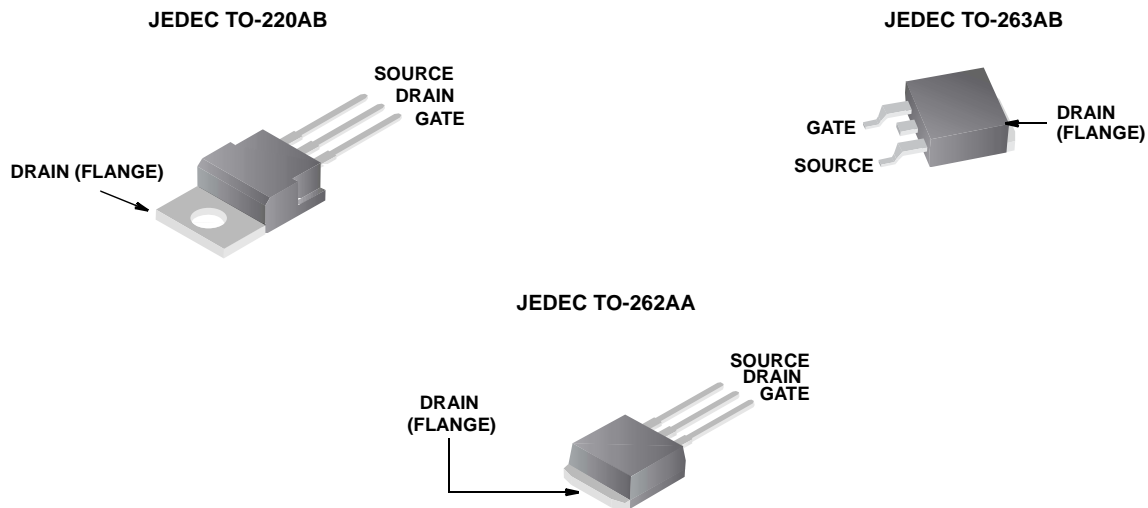 JEDEC TO-220AB
SOURCE
DRAIN
GATE
DRAIN (FLANGE)
JEDEC TO-263AB
GATE
SOURCE
DRAIN
(FLANGE)
JEDEC TO-262AA
SOURCE
DRAIN
GATE
DRAIN
(FLANGE)